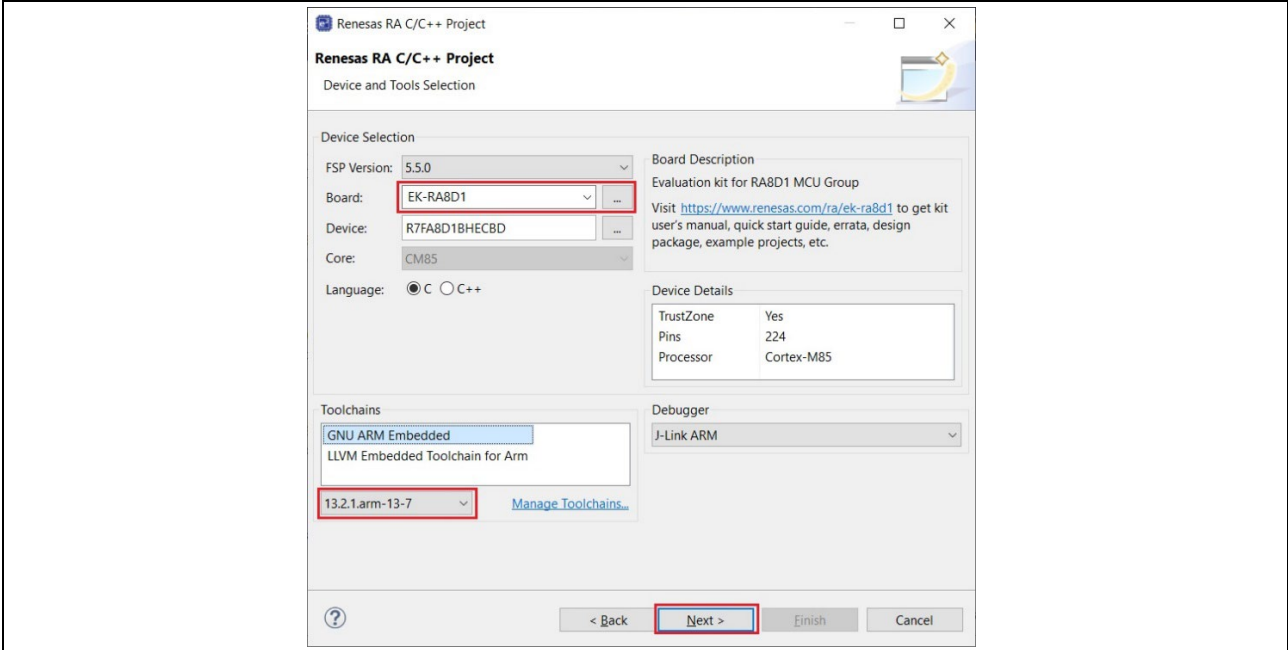 Renesas RA C/C++ Project
Renesas RA C/C++ Project
Device and Tools Selection
Device Selection
FSP Version: 5.5.0
Board: EK-RA8D1 ...
Device: R7FA8D1BHECBD ...
Core: CM85
Language: C C++
Board Description
Evaluation kit for RA8D1 MCU Group
Visit https://www.renesas.com/ra/ek-ra8d1 to get kit
user's manual, quick start guide, errata, design
package, example projects, etc.
Device Details
TrustZone Yes
Pins 224
Processor Cortex-M85
Toolchains
GNU ARM Embedded
LLVM Embedded Toolchain for Arm
13.2.1.arm-13-7 Manage Toolchains...
Debugger
J-Link ARM
? < Back Next > Finish Cancel